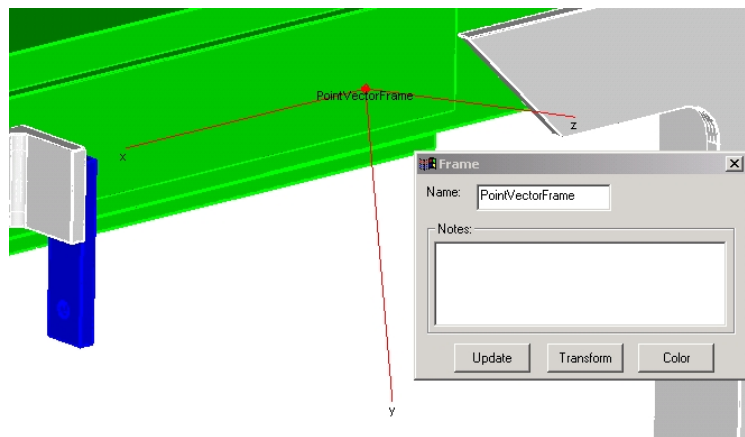 PointVectorFrame
x
z
y
Frame
Name: PointVectorFrame
Notes:
Update Transform Color